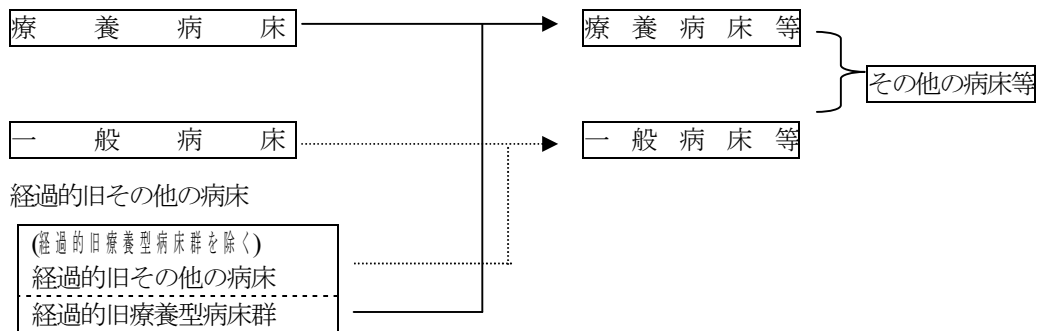 療養病床
療養病床等
その他の病床等
一般病床
一般病床等
経過的旧その他の病床
(経過的旧療養型病床群を除く)
経過的旧その他の病床
経過的旧療養型病床群